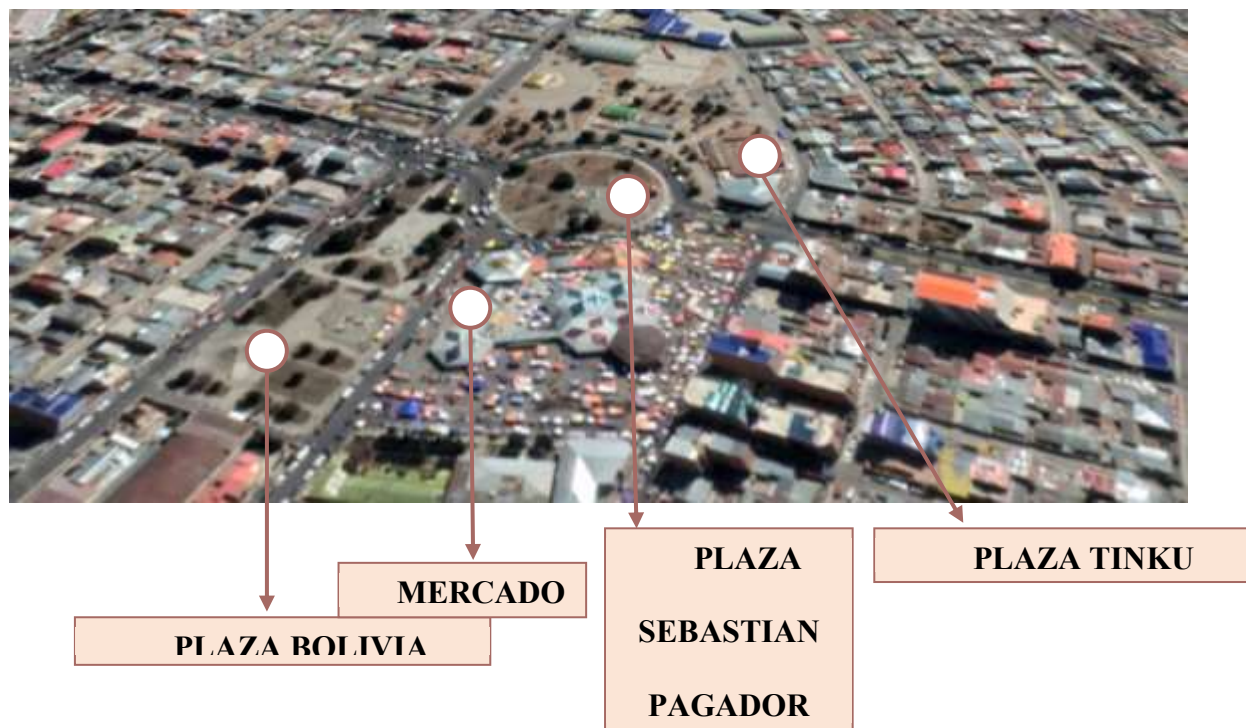 PLAZA BOLIVIA
MERCADO
PLAZA
SEBASTIAN
PAGADOR
PLAZA TINKU